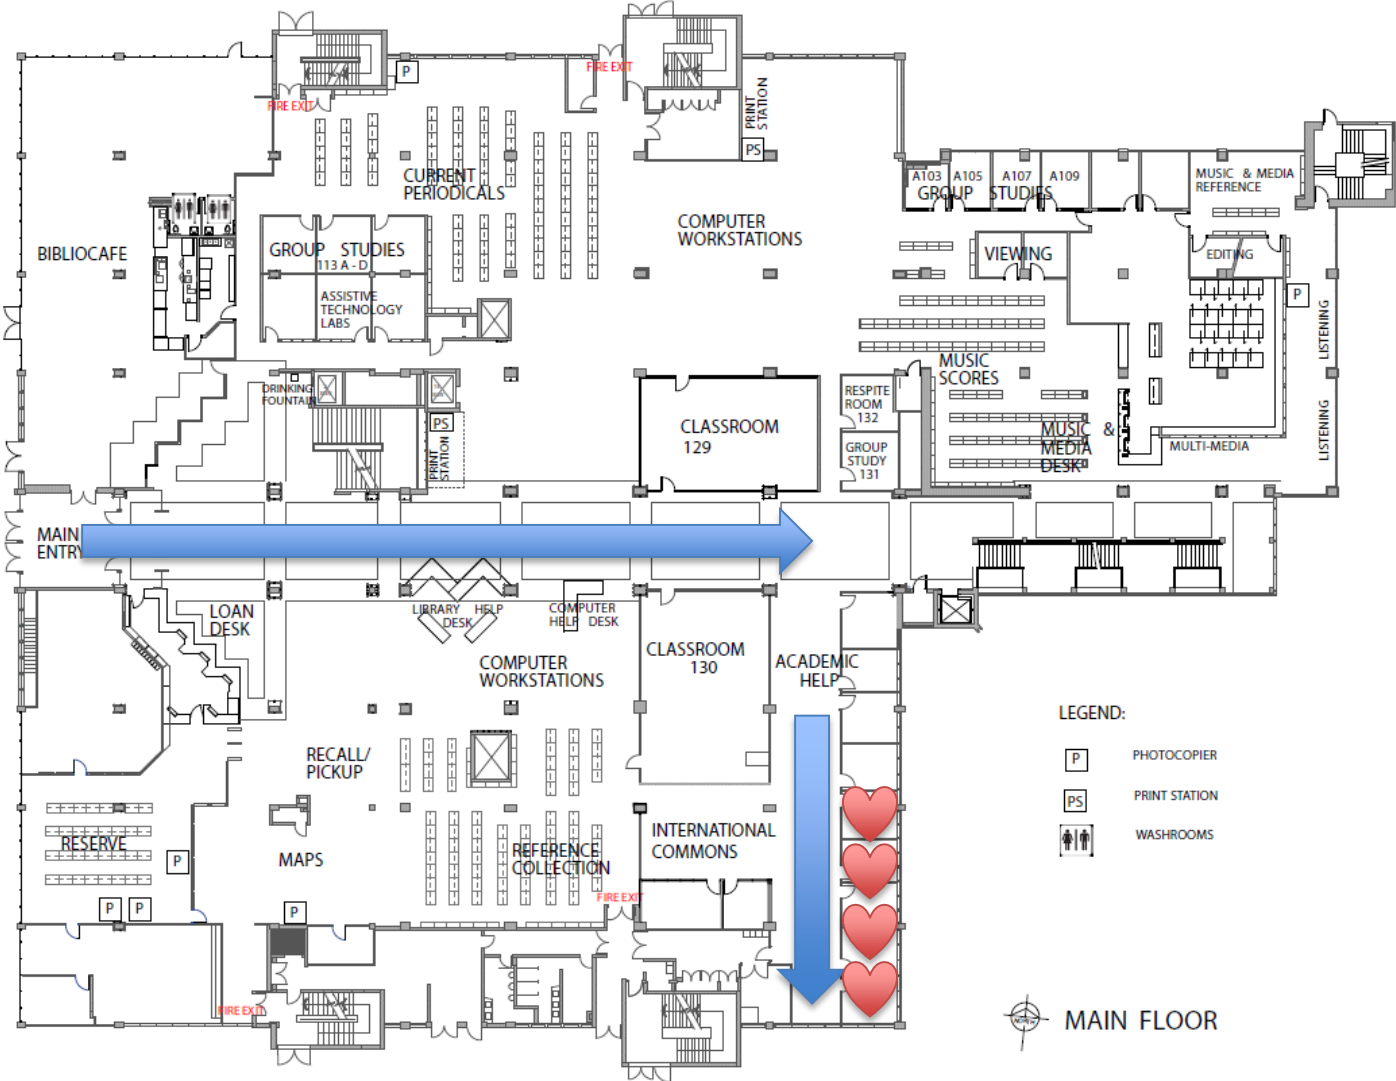 FIRE EXIT
P
FIRE EXIT
PRINT
STATION
PS
CURRENT
PERIODICALS
A103
A105
A107
A109
GROUP STUDIES
MUSIC & MEDIA
REFERENCE
BIBLIOCAFE
GROUP STUDIES
113 A - D
ASSISTIVE
TECHNOLOGY
LABS
COMPUTER
WORKSTATIONS
VIEWING
EDITING
P
LISTENING
MUSIC
SCORES
DRINKING
FOUNTAIN
PS
PRINT
STATION
CLASSROOM
129
RESPITE
ROOM
132
GROUP
STUDY
131
MUSIC &
MEDIA
DESK
MULTI-MEDIA
LISTENING
MAIN
ENTRY
LOAN
DESK
LIBRARY HELP
DESK
COMPUTER
HELP DESK
COMPUTER
WORKSTATIONS
CLASSROOM
130
ACADEMIC
HELP
RECALL/
PICKUP
RESERVE
P
P
P
MAPS
P
REFERENCE
COLLECTION
INTERNATIONAL
COMMONS
FIRE EXIT
FIRE EXIT
LEGEND:
P PHOTOCOPIER
PS PRINT STATION
WASHROOMS
NORTH
MAIN FLOOR